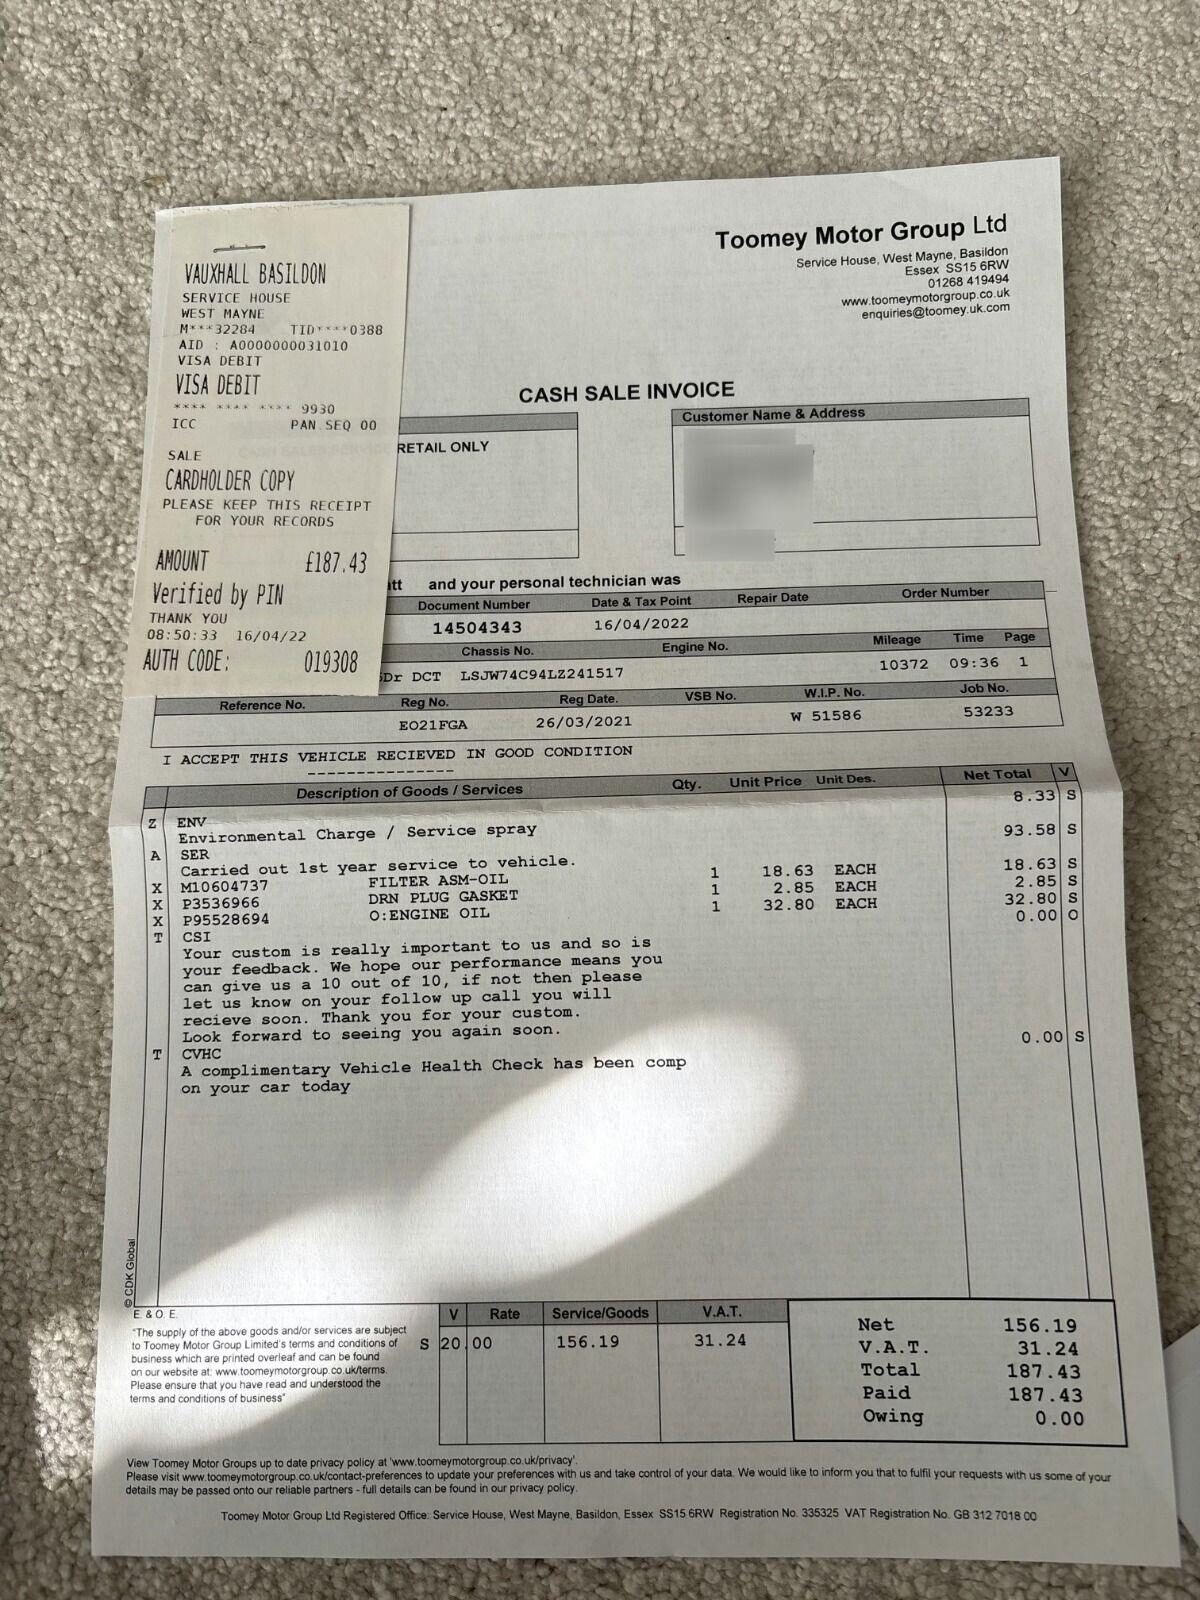 VAUXHALL BASILDON
SERVICE HOUSE
WEST MAYNE
M***32284 TID****0388
AID : A0000000031010
VISA DEBIT
VISA DEBIT
**** **** **** 9930
ICC PAN SEQ 00
SALE
CARDHOLDER COPY
PLEASE KEEP THIS RECEIPT
FOR YOUR RECORDS
AMOUNT £187.43
Verified by PIN
THANK YOU
08:50:33 16/04/22
AUTH CODE: 019308
Toomey Motor Group Ltd
Service House, West Mayne, Basildon
Essex SS15 6RW
01268 419494
www.toomeymotorgroup.co.uk
enquiries@toomey.uk.com
CASH SALE INVOICE
RETAIL ONLY
Customer Name & Address
and your personal technician was
Document Number Date & Tax Point Repair Date Order Number
14504343 16/04/2022
Chassis No. Engine No. Mileage Time Page
Dr DCT LSJW74C94LZ241517 10372 09:36 1
Reference No. Reg No. Reg Date. VSB No. W.I.P. No. Job No.
EO21FGA 26/03/2021 W 51586 53233
I ACCEPT THIS VEHICLE RECIEVED IN GOOD CONDITION
---------------
Description of Goods / Services Qty. Unit Price Unit Des. Net Total V
Z ENV 8.33 S
Environmental Charge / Service spray
A SER 93.58 S
Carried out 1st year service to vehicle.
X M10604737 FILTER ASM-OIL 1 18.63 EACH 18.63 S
X P3536966 DRN PLUG GASKET 1 2.85 EACH 2.85 S
X P95528694 O:ENGINE OIL 1 32.80 EACH 32.80 S
T CSI 0.00 O
Your custom is really important to us and so is
your feedback. We hope our performance means you
can give us a 10 out of 10, if not then please
let us know on your follow up call you will
recieve soon. Thank you for your custom.
Look forward to seeing you again soon.
T CVHC 0.00 S
A complimentary Vehicle Health Check has been comp
on your car today
© CDK Global
E. & O. E.
"The supply of the above goods and/or services are subject
to Toomey Motor Group Limited's terms and conditions of
business which are printed overleaf and can be found
on our website at: www.toomeymotorgroup.co.uk/terms.
Please ensure that you have read and understood the
terms and conditions of business"
V Rate Service/Goods V.A.T.
S 20.00 156.19 31.24
Net 156.19
V.A.T. 31.24
Total 187.43
Paid 187.43
Owing 0.00
View Toomey Motor Groups up to date privacy policy at 'www.toomeymotorgroup.co.uk/privacy'.
Please visit www.toomeymotorgroup.co.uk/contact-preferences to update your preferences with us and take control of your data. We would like to inform you that to fulfil your requests with us some of your
details may be passed onto our reliable partners - full details can be found in our privacy policy.
Toomey Motor Group Ltd Registered Office: Service House, West Mayne, Basildon, Essex SS15 6RW Registration No. 335325 VAT Registration No. GB 312 7018 00